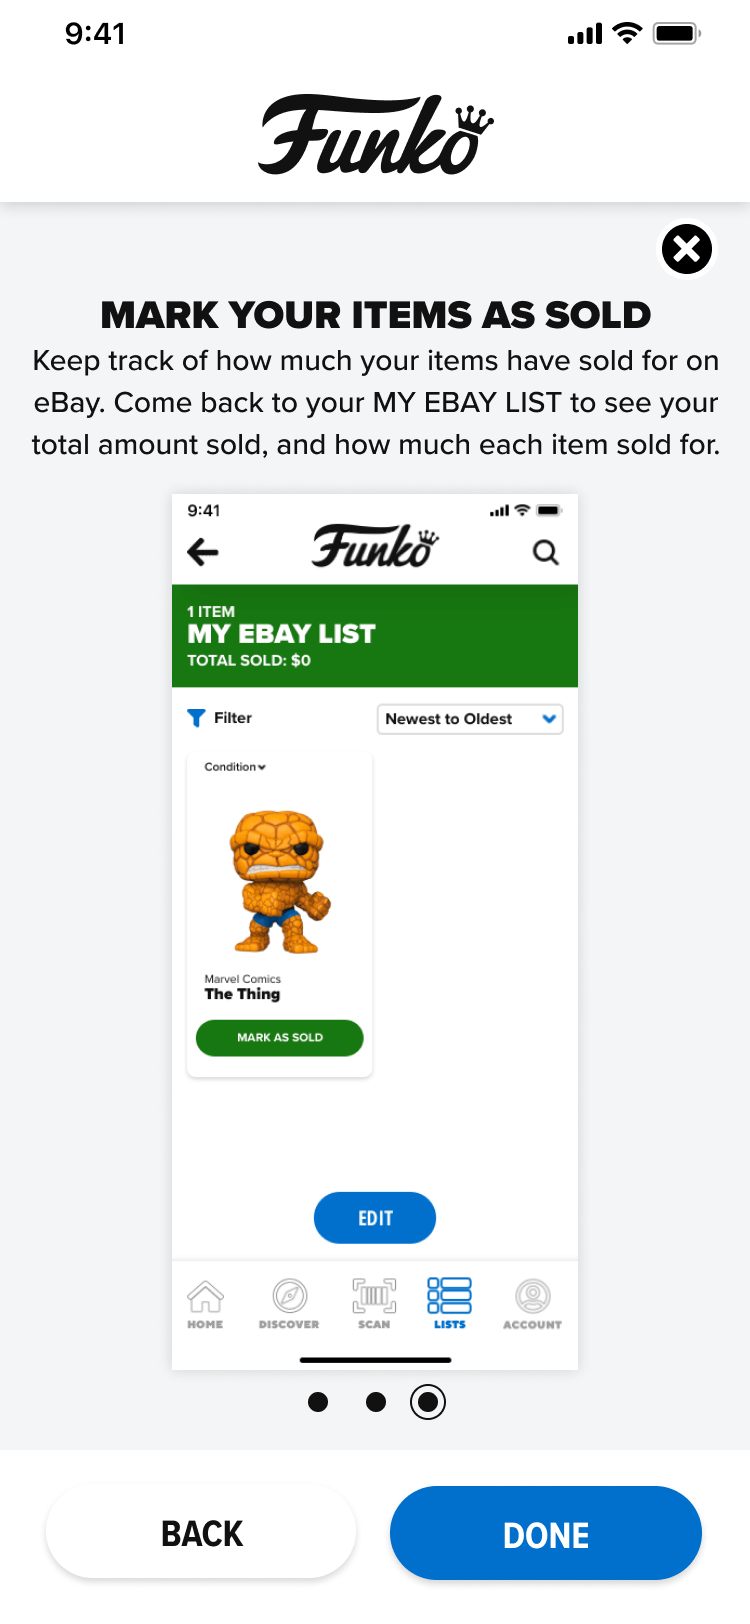 9:41
Funko
MARK YOUR ITEMS AS SOLD
Keep track of how much your items have sold for on
eBay. Come back to your MY EBAY LIST to see your
total amount sold, and how much each item sold for.
9:41
Funko
1 ITEM
MY EBAY LIST
TOTAL SOLD: $0
Filter
Newest to Oldest
Condition
Marvel Comics
The Thing
MARK AS SOLD
EDIT
HOME
DISCOVER
SCAN
LISTS
ACCOUNT
BACK
DONE